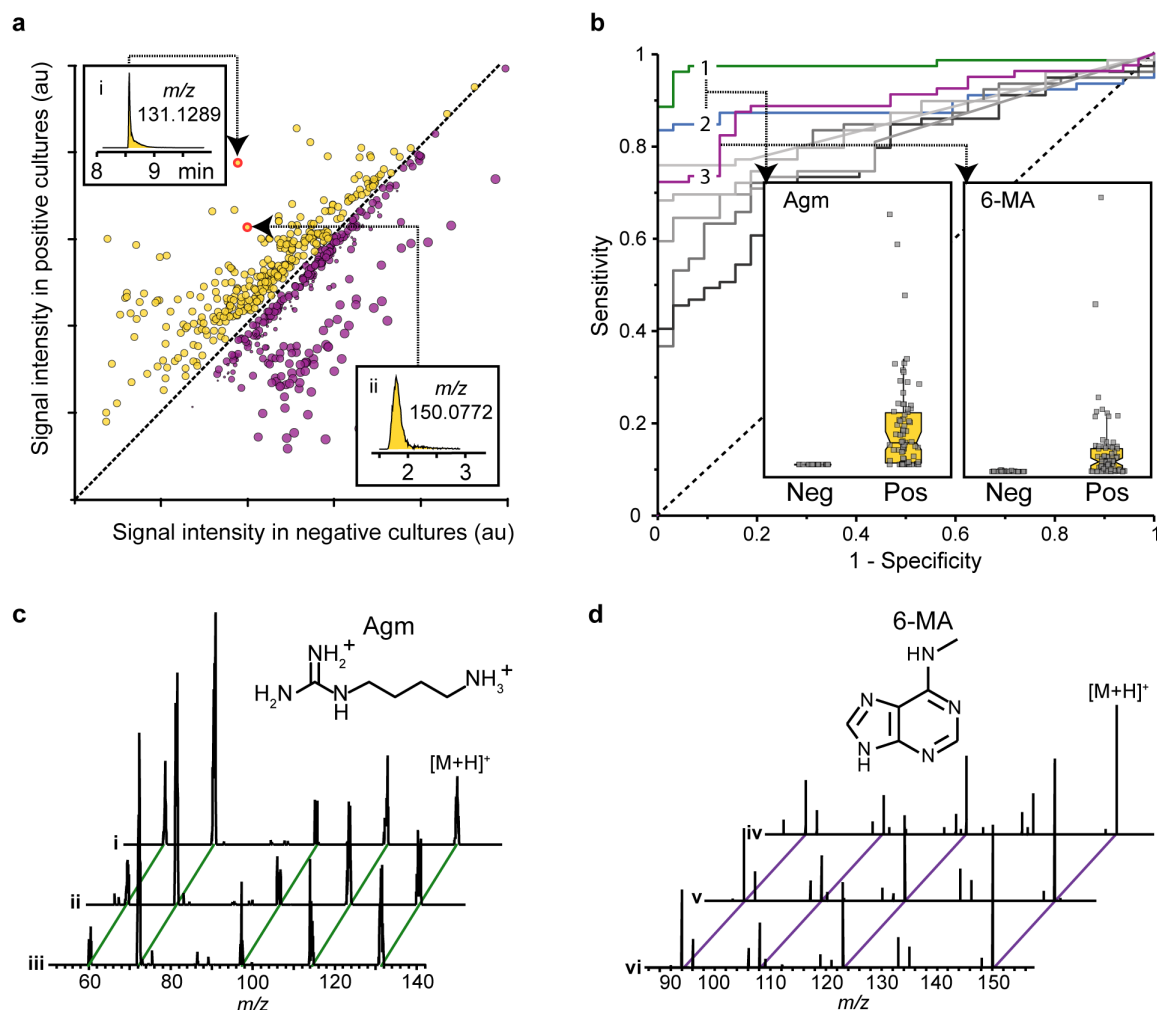 a
Signal intensity in positive cultures (au)
i
m/z
131.1289
8 9 min
ii
m/z
150.0772
2 3
Signal intensity in negative cultures (au)
b
Sensitivity
1
0.8
0.6
0.4
0.2
0
1
2
3
Agm
Neg Pos
6-MA
Neg Pos
0 0.2 0.4 0.6 0.8 1
1 - Specificity
c
Agm
NH2+
H2N
N
H
NH3+
[M+H]+
i
ii
iii
60 80 100 120 140
m/z
d
6-MA
HN
N
N
N
H
N
[M+H]+
iv
v
vi
90 100 110 120 130 140 150
m/z